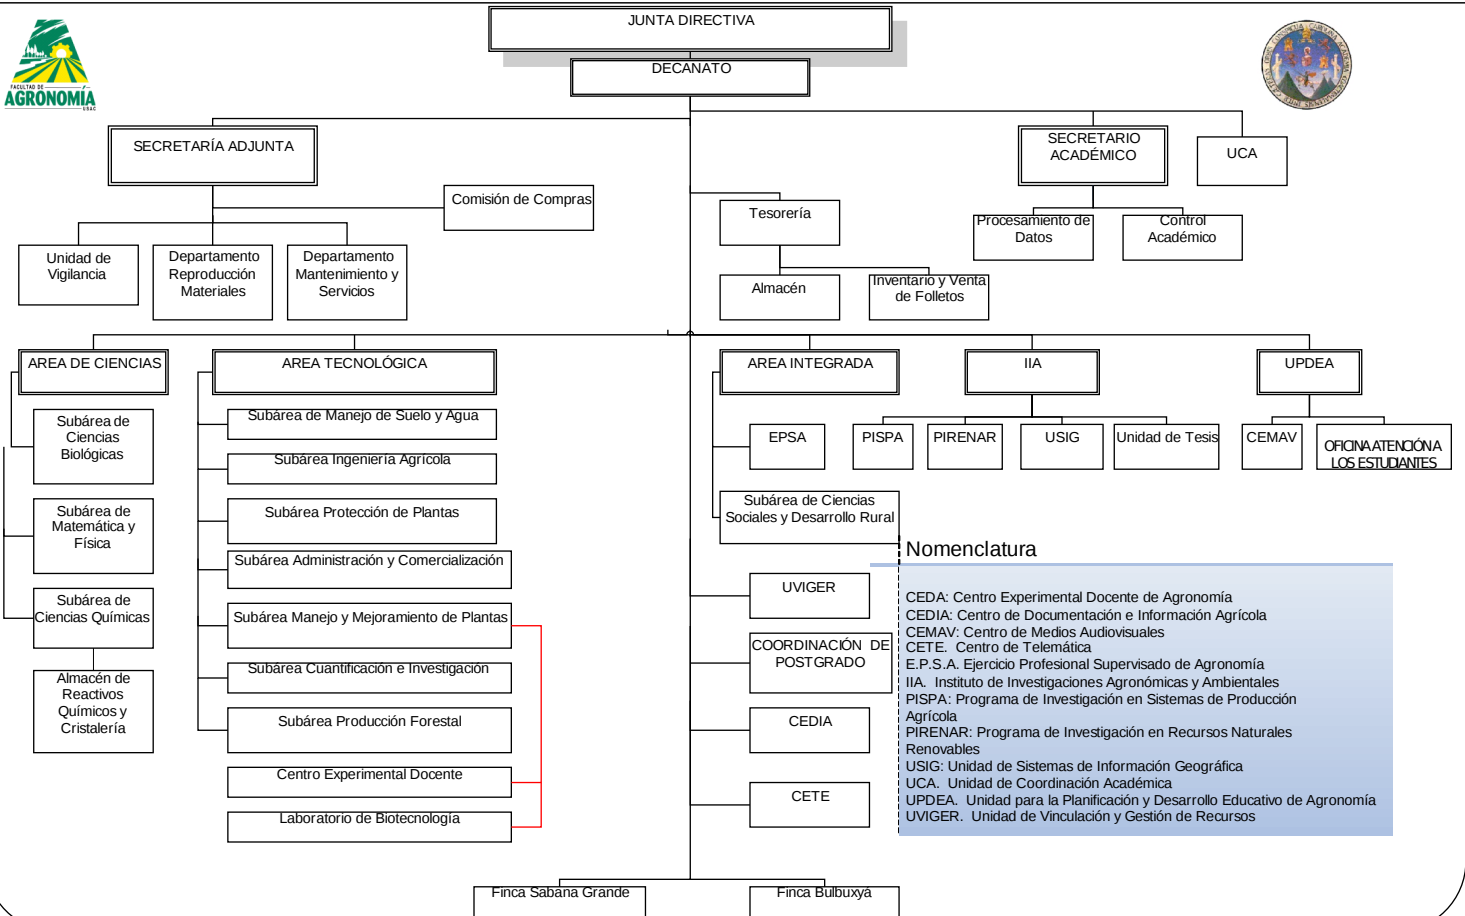 JUNTA DIRECTIVA
DECANATO
FACULTAD DE
AGRONOMÍA
USAC
SECRETARÍA ADJUNTA
SECRETARIO
ACADÉMICO
UCA
Comisión de Compras
Tesorería
Procesamiento de
Datos
Control
Académico
Unidad de
Vigilancia
Departamento
Reproducción
Materiales
Departamento
Mantenimiento y
Servicios
Almacén
Inventario y Venta
de Folletos
AREA DE CIENCIAS
AREA TECNOLÓGICA
AREA INTEGRADA
IIA
UPDEA
Subárea de
Ciencias
Biológicas
Subárea de
Matemática y
Física
Subárea de
Ciencias Químicas
Almacén de
Reactivos
Químicos y
Cristalería
Subárea de Manejo de Suelo y Agua
Subárea Ingeniería Agrícola
Subárea Protección de Plantas
Subárea Administración y Comercialización
Subárea Manejo y Mejoramiento de Plantas
Subárea Cuantificación e Investigación
Subárea Producción Forestal
Centro Experimental Docente
Laboratorio de Biotecnología
EPSA
PISPA
PIRENAR
USIG
Unidad de Tesis
CEMAV
OFICINA ATENCIÓN A
LOS ESTUDIANTES
Subárea de Ciencias
Sociales y Desarrollo Rural
UVIGER
COORDINACIÓN DE
POSTGRADO
CEDIA
CETE
Nomenclatura
CEDA: Centro Experimental Docente de Agronomía
CEDIA: Centro de Documentación e Información Agrícola
CEMAV: Centro de Medios Audiovisuales
CETE. Centro de Telemática
E.P.S.A. Ejercicio Profesional Supervisado de Agronomía
IIA. Instituto de Investigaciones Agronómicas y Ambientales
PISPA: Programa de Investigación en Sistemas de Producción
Agrícola
PIRENAR: Programa de Investigación en Recursos Naturales
Renovables
USIG: Unidad de Sistemas de Información Geográfica
UCA. Unidad de Coordinación Académica
UPDEA. Unidad para la Planificación y Desarrollo Educativo de Agronomía
UVIGER. Unidad de Vinculación y Gestión de Recursos
Finca Sabana Grande
Finca Bulbuxyá